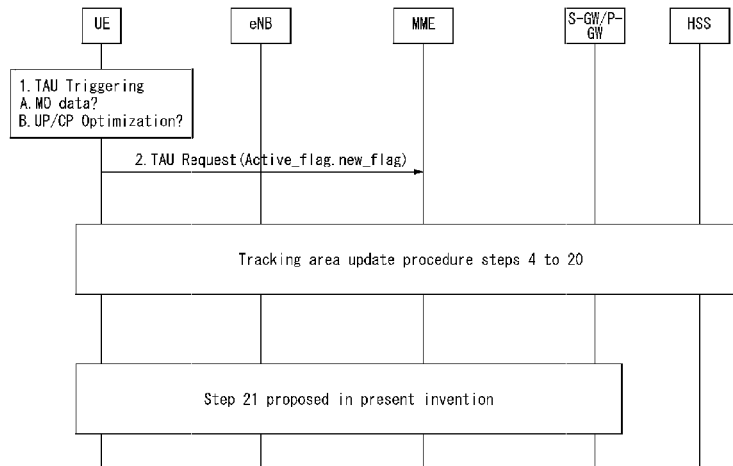 UE
eNB
MME
S-GW/P-
GW
HSS
1. TAU Triggering
A. MO data?
B. UP/CP Optimization?
2. TAU Request(Active_flag.new_flag)
Tracking area update procedure steps 4 to 20
Step 21 proposed in present invention